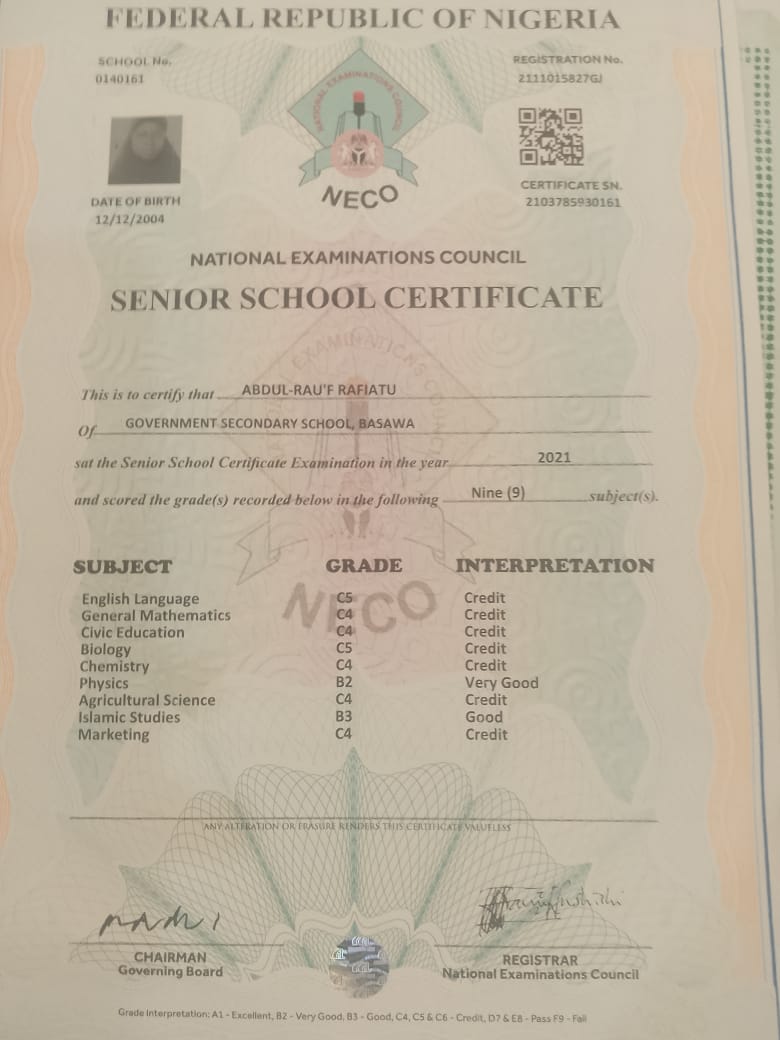 FEDERAL REPUBLIC OF NIGERIA
SCHOOL No.
0140161
REGISTRATION No.
2111015827GJ
NATIONAL EXAMINATIONS COUNCIL
NECO
DATE OF BIRTH
12/12/2004
CERTIFICATE SN.
2103785930161
NATIONAL EXAMINATIONS COUNCIL
SENIOR SCHOOL CERTIFICATE
This is to certify that ABDUL-RAU'F RAFIATU
Of GOVERNMENT SECONDARY SCHOOL, BASAWA
sat the Senior School Certificate Examination in the year 2021
and scored the grade(s) recorded below in the following Nine (9) subject(s).
SUBJECT GRADE INTERPRETATION
English Language C5 Credit
General Mathematics C4 Credit
Civic Education C4 Credit
Biology C5 Credit
Chemistry C4 Credit
Physics B2 Very Good
Agricultural Science C4 Credit
Islamic Studies B3 Good
Marketing C4 Credit
NECO
ANY ALTERATION OR ERASURE RENDERS THIS CERTIFICATE VALUELESS
CHAIRMAN
Governing Board
REGISTRAR
National Examinations Council
Grade Interpretation: A1 - Excellent, B2 - Very Good, B3 - Good, C4, C5 & C6 - Credit, D7 & E8 - Pass F9 - Fail